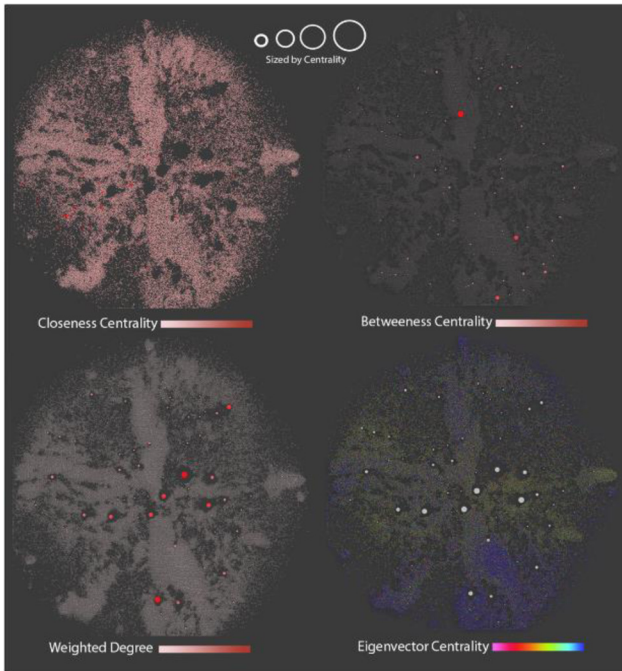 Sized by Centrality
Closeness Centrality
Betweeness Centrality
Weighted Degree
Eigenvector Centrality